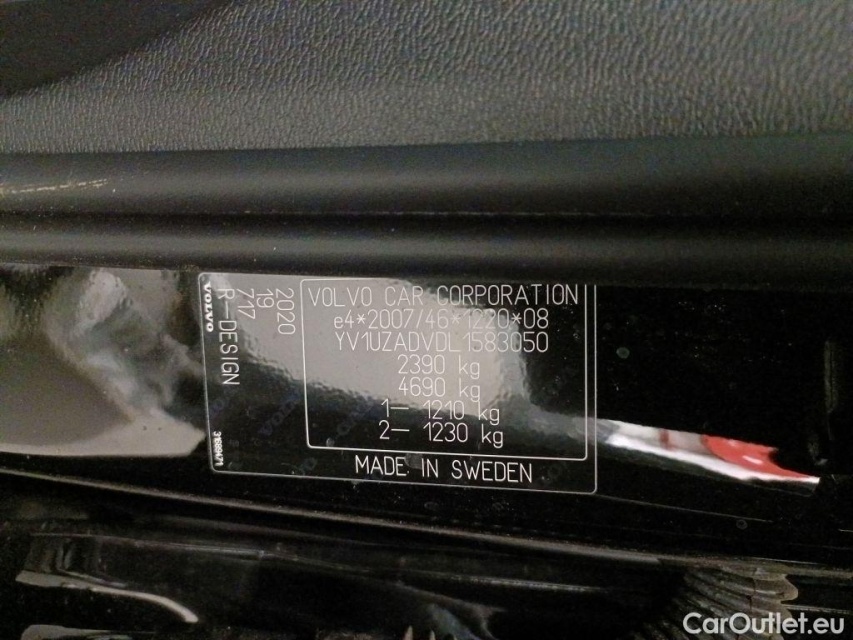 VOLVO
R-DESIGN
717
19
2020
VOLVO CAR CORPORATION
e4*2007/46*1220*08
YV1UZADVDL1583050
2390 kg
4690 kg
1— 1210 kg
2— 1230 kg
MADE IN SWEDEN
CarOutlet.eu